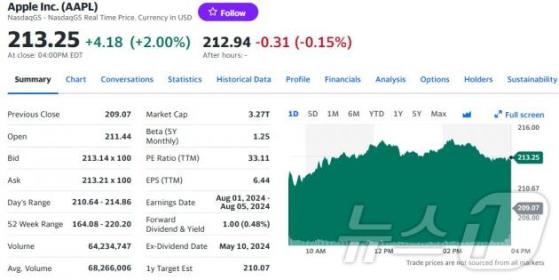 Apple Inc. (AAPL)
NasdaqGS - NasdaqGS Real Time Price. Currency in USD
Follow
213.25 +4.18 (+2.00%) 212.94 -0.31 (-0.15%)
At close: 04:00PM EDT After hours: -
Summary Chart Conversations Statistics Historical Data Profile Financials Analysis Options Holders Sustainability
Previous Close 209.07
Open 211.44
Bid 213.14 x 100
Ask 213.21 x 100
Day's Range 210.64 - 214.86
52 Week Range 164.08 - 220.20
Volume 64,234,747
Avg. Volume 68,266,006
Market Cap 3.27T
Beta (5Y Monthly) 1.25
PE Ratio (TTM) 33.11
EPS (TTM) 6.44
Earnings Date Aug 01, 2024 - Aug 05, 2024
Forward Dividend & Yield 1.00 (0.48%)
Ex-Dividend Date May 10, 2024
1y Target Est 210.07
1D 5D 1M 6M YTD 1Y 5Y Max Full screen
216.00
213.25
210.67
209.07
10 AM 12 PM 02 PM 04 PM
Trade prices are not sourced from all markets
뉴스1